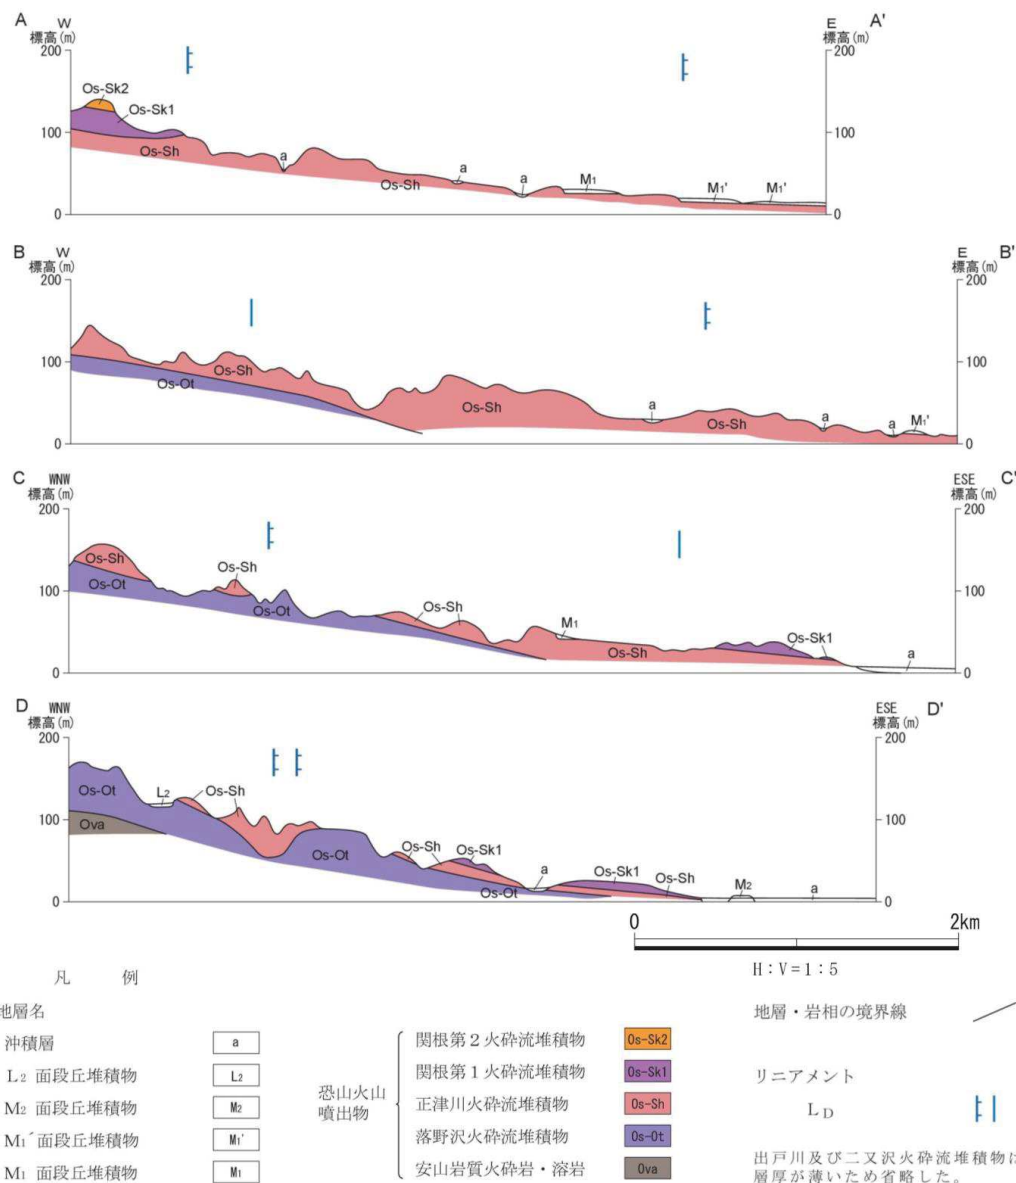 A W E A'
標高(m) 標高(m)
200 200
Os-Sk2
Os-Sk1
100 100
Os-Sh
a
Os-Sh
a
a
M1
M1'
M1'
0 0
B W E B'
標高(m) 標高(m)
200 200
100 100
Os-Sh
Os-Ot
Os-Sh
a
Os-Sh
a
a
M1'
0 0
C WNW ESE C'
標高(m) 標高(m)
200 200
Os-Sh
Os-Sh
100 100
Os-Ot
Os-Ot
Os-Sh
M1
Os-Sk1
Os-Sh
a
0 0
D WNW ESE D'
標高(m) 標高(m)
200 200
Os-Ot
L2
Os-Sh
100 100
Ova
Os-Ot
Os-Sh
Os-Sk1
Os-Ot
a
Os-Sk1
Os-Sh
M2
a
0 0
0 2km
H:V=1:5
凡 例
地層名
沖積層 a
L2 面段丘堆積物 L2
M2 面段丘堆積物 M2
M1´面段丘堆積物 M1'
M1 面段丘堆積物 M1
恐山火山
噴出物
関根第2火砕流堆積物 Os-Sk2
関根第1火砕流堆積物 Os-Sk1
正津川火砕流堆積物 Os-Sh
落野沢火砕流堆積物 Os-Ot
安山岩質火砕岩・溶岩 Ova
地層・岩相の境界線
リニアメント
LD
出戸川及び二又沢火砕流堆積物は
層厚が薄いため省略した。